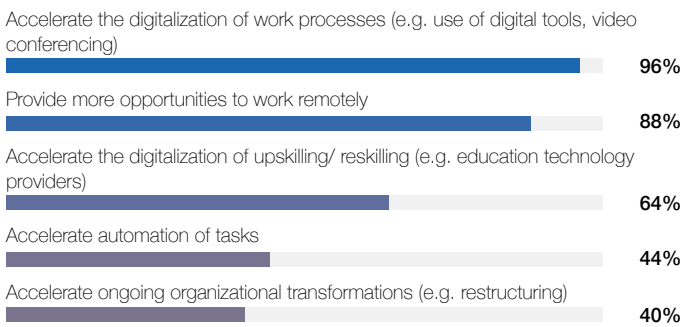 Accelerate the digitalization of work processes (e.g. use of digital tools, video
conferencing)
96%
Provide more opportunities to work remotely
88%
Accelerate the digitalization of upskilling/ reskilling (e.g. education technology
providers)
64%
Accelerate automation of tasks
44%
Accelerate ongoing organizational transformations (e.g. restructuring)
40%